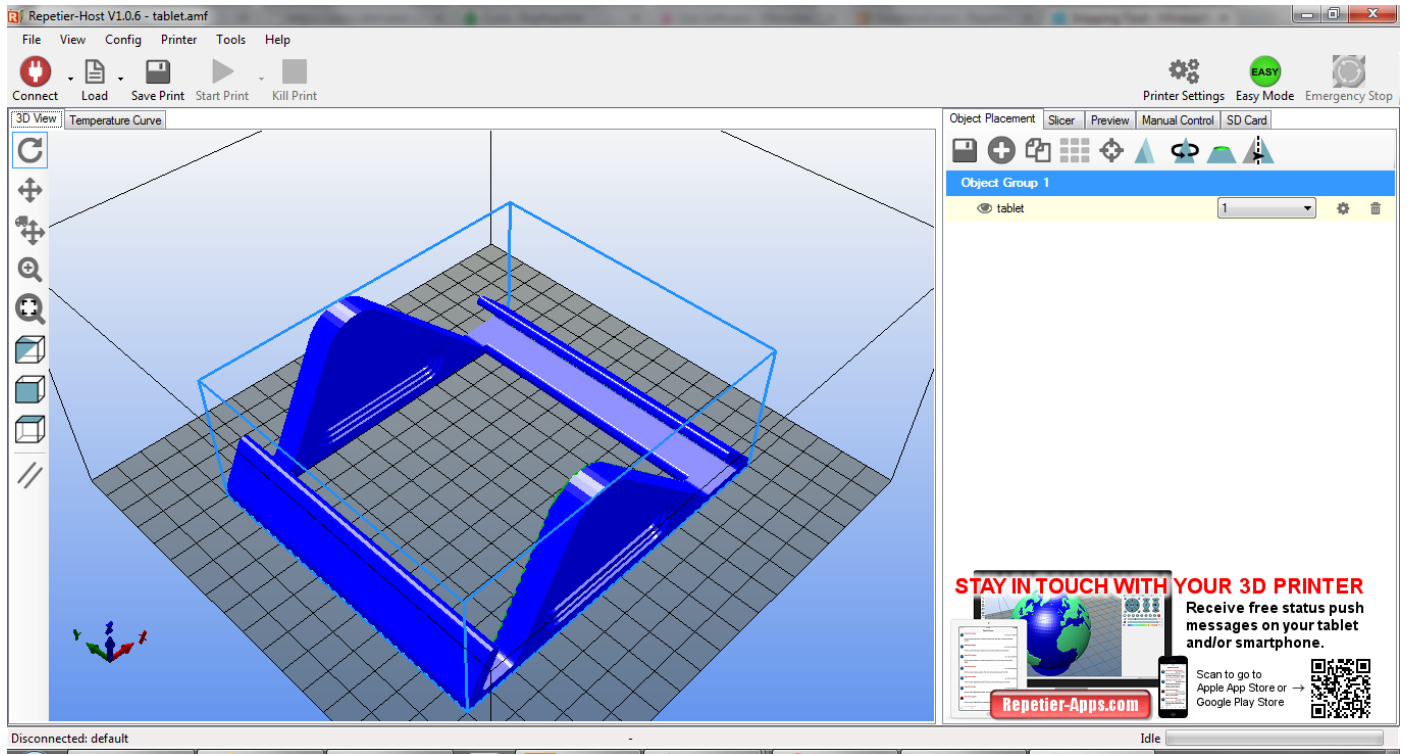 Repetier-Host V1.0.6 - tablet.amf
File View Config Printer Tools Help
Connect Load Save Print Start Print Kill Print Printer Settings Easy Mode Emergency Stop
EASY
3D View Temperature Curve
Object Placement Slicer Preview Manual Control SD Card
Object Group 1
tablet 1
STAY IN TOUCH WITH YOUR 3D PRINTER
Receive free status push
messages on your tablet
and/or smartphone.
Scan to go to
Apple App Store or →
Google Play Store
Repetier-Apps.com
Disconnected: default - Idle